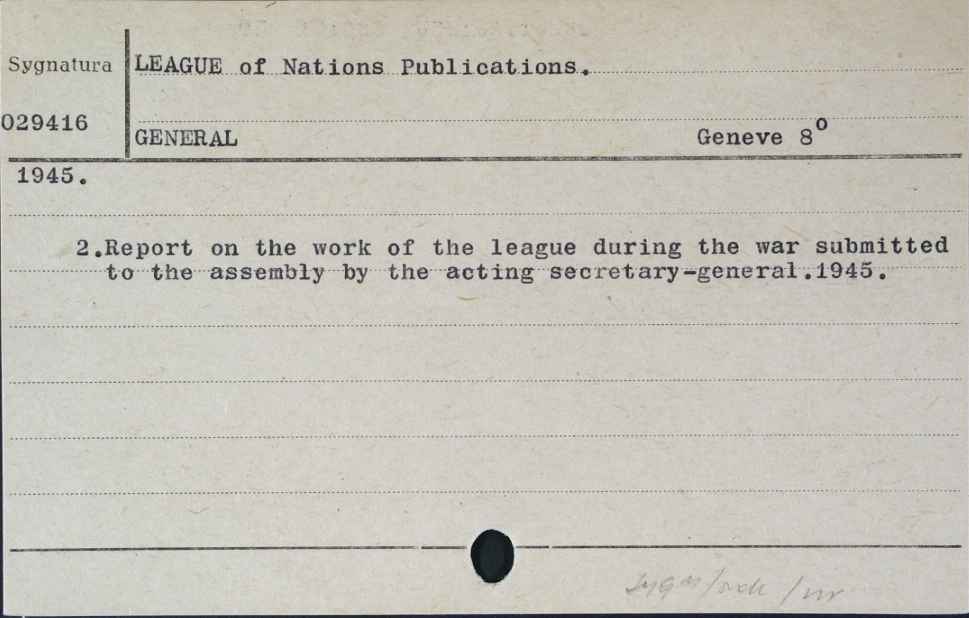 Sygnatura LEAGUE of Nations Publications.
029416
GENERAL Geneve 8º
1945.
2.Report on the work of the league during the war submitted
to the assembly by the acting secretary-general.1945.